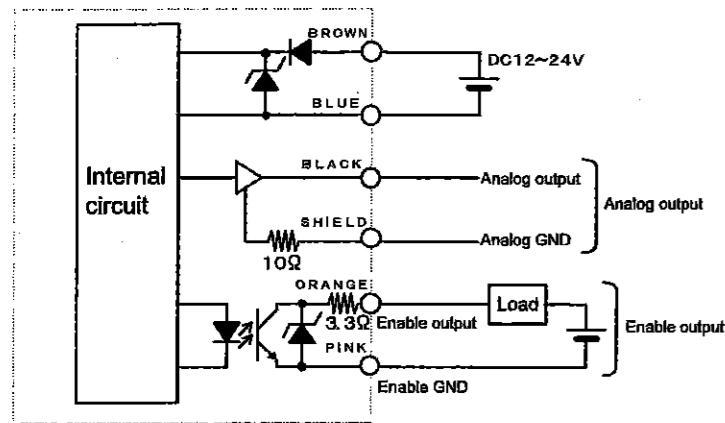 BROWN
DC12~24V
BLUE
Internal
circuit
BLACK
Analog output
Analog output
SHIELD
Analog GND
10Ω
ORANGE
3.3Ω
Enable output
Load
Enable output
PINK
Enable GND